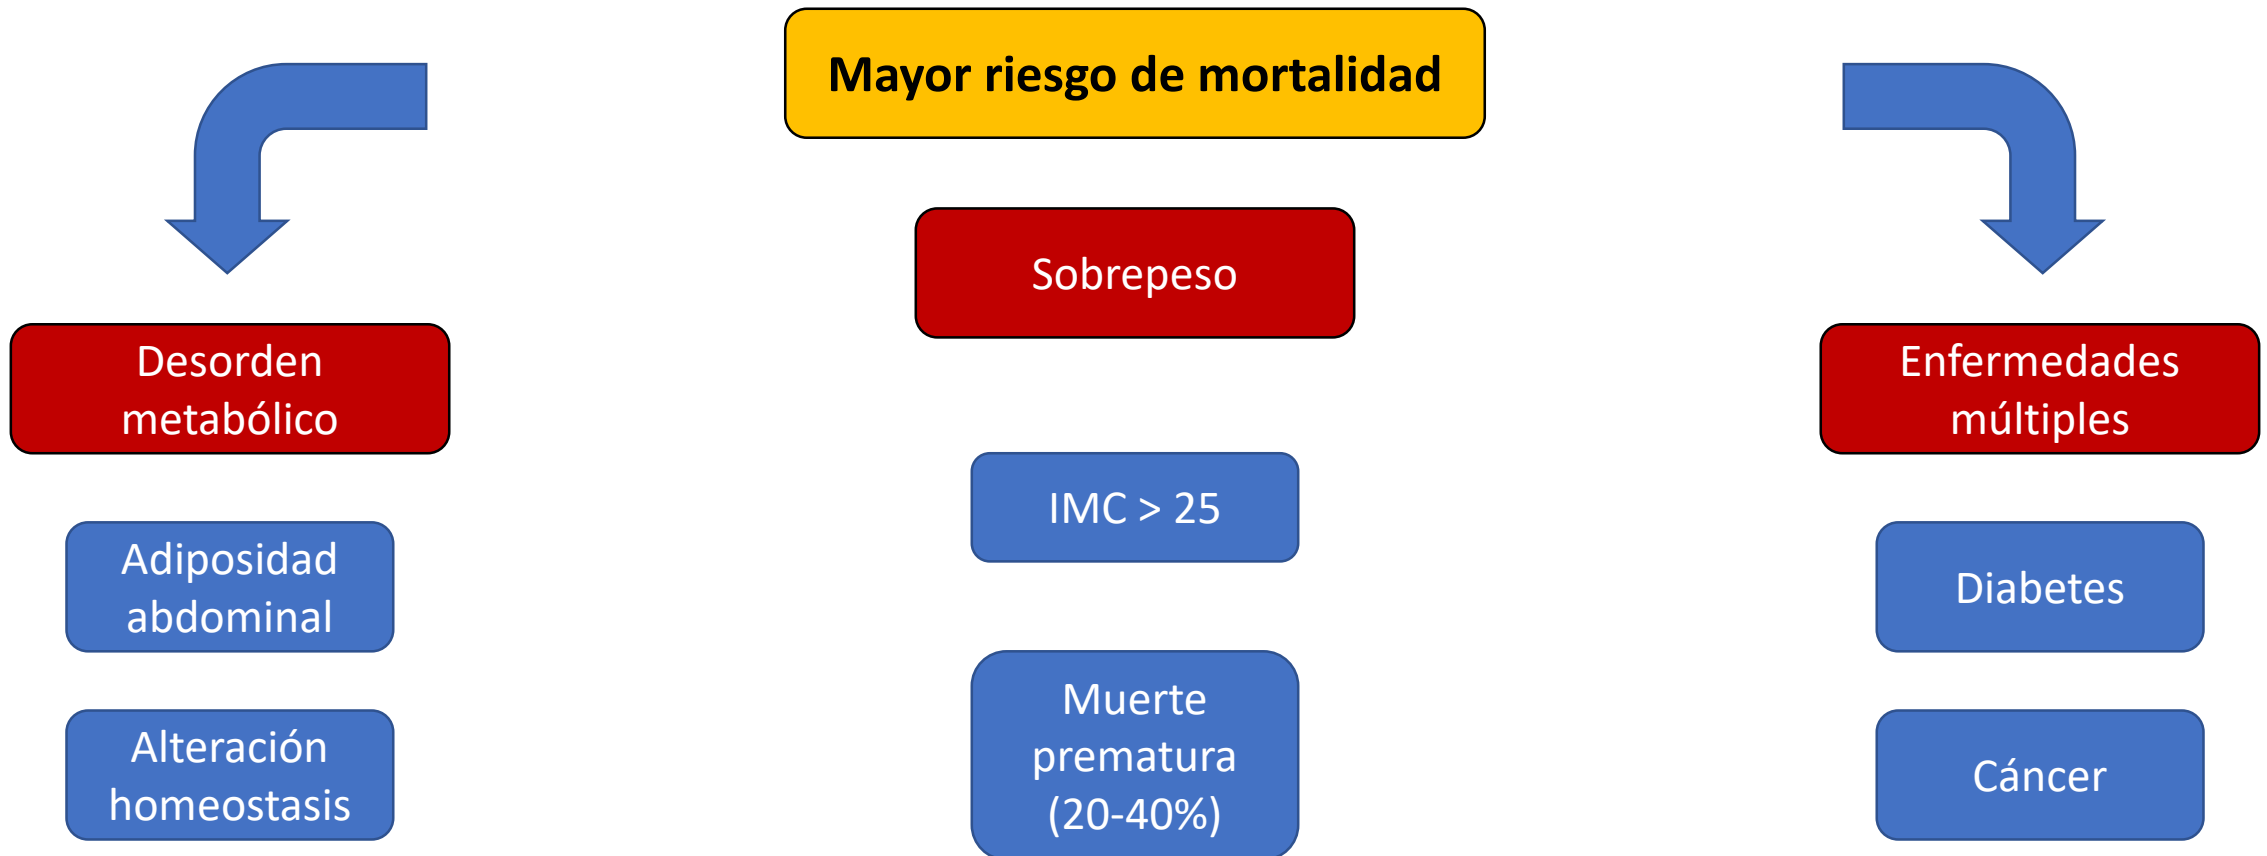 Mayor riesgo de mortalidad
Sobrepeso
Desorden
metabólico
Enfermedades
múltiples
IMC > 25
Adiposidad
abdominal
Diabetes
Muerte
prematura
(20-40%)
Alteración
homeostasis
Cáncer